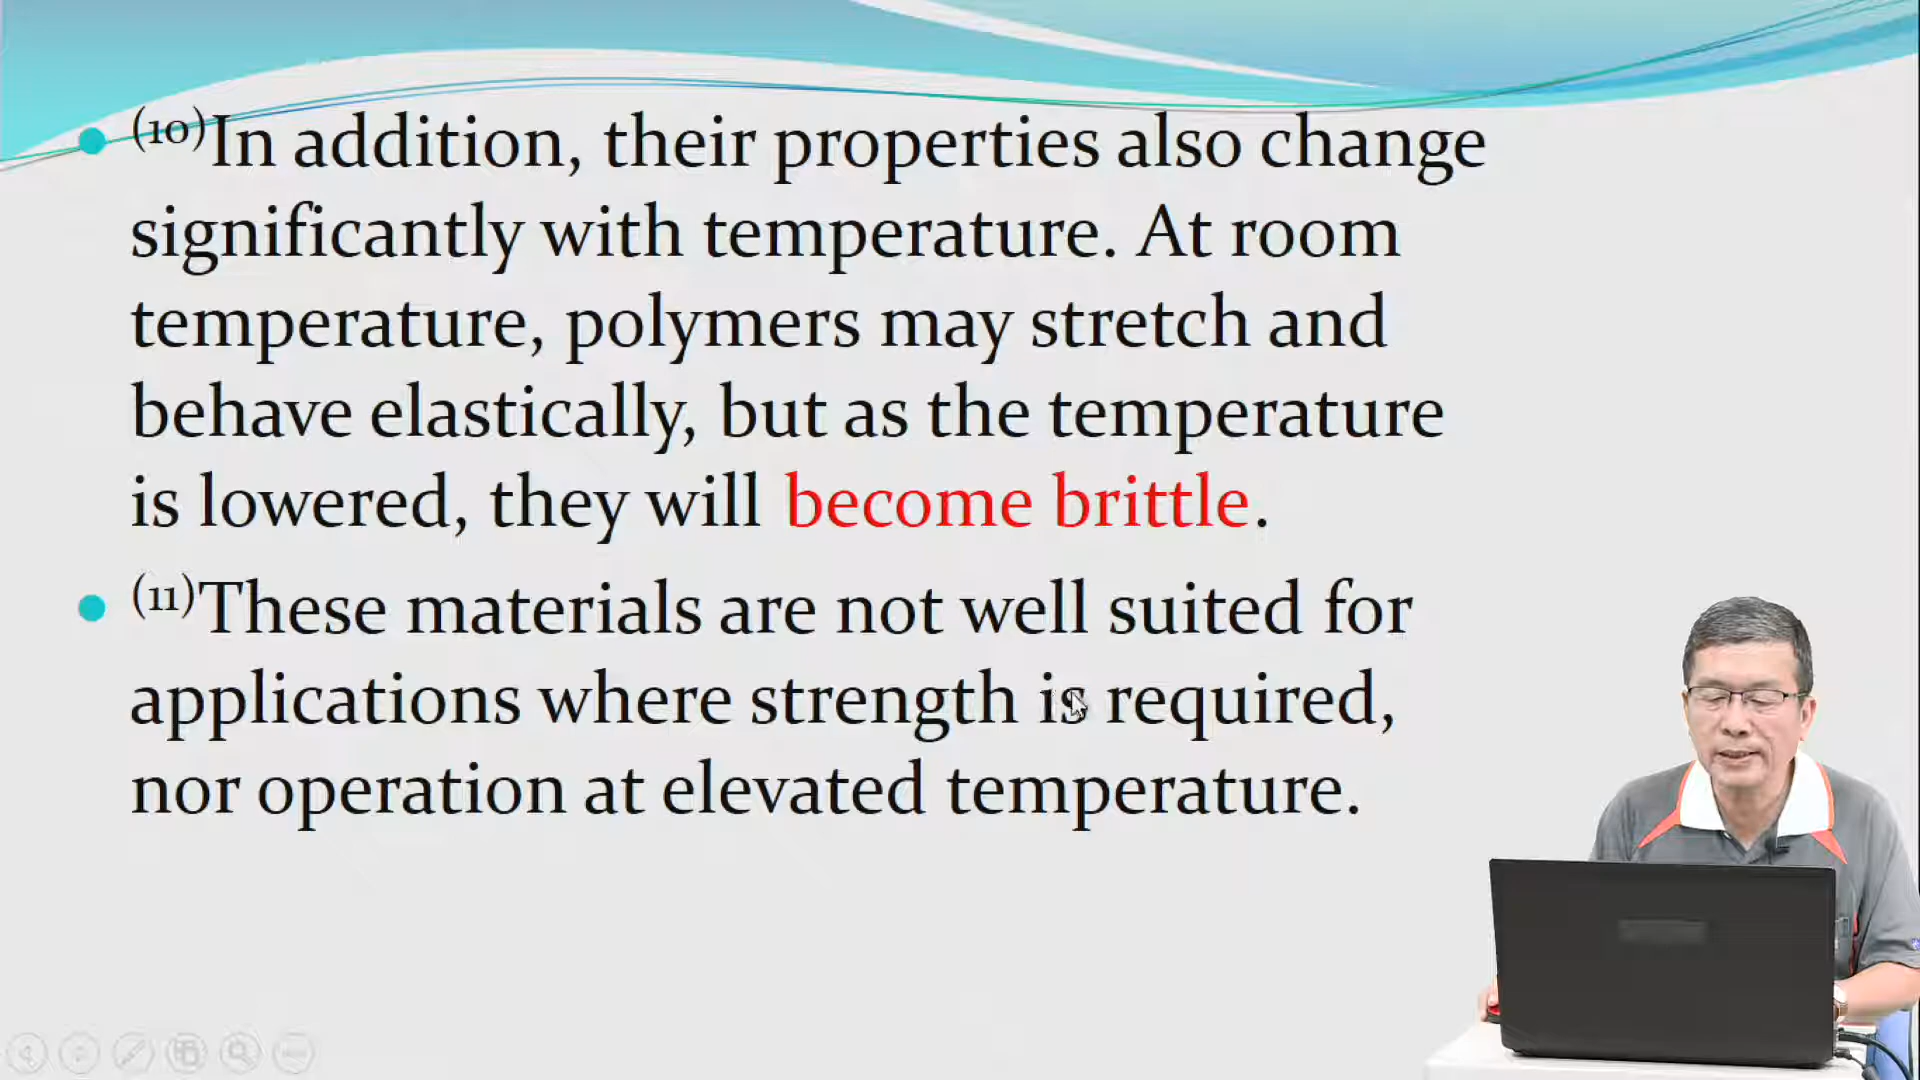 (10)In addition, their properties also change
significantly with temperature. At room
temperature, polymers may stretch and
behave elastically, but as the temperature
is lowered, they will become brittle.
(11)These materials are not well suited for
applications where strength is required,
nor operation at elevated temperature.